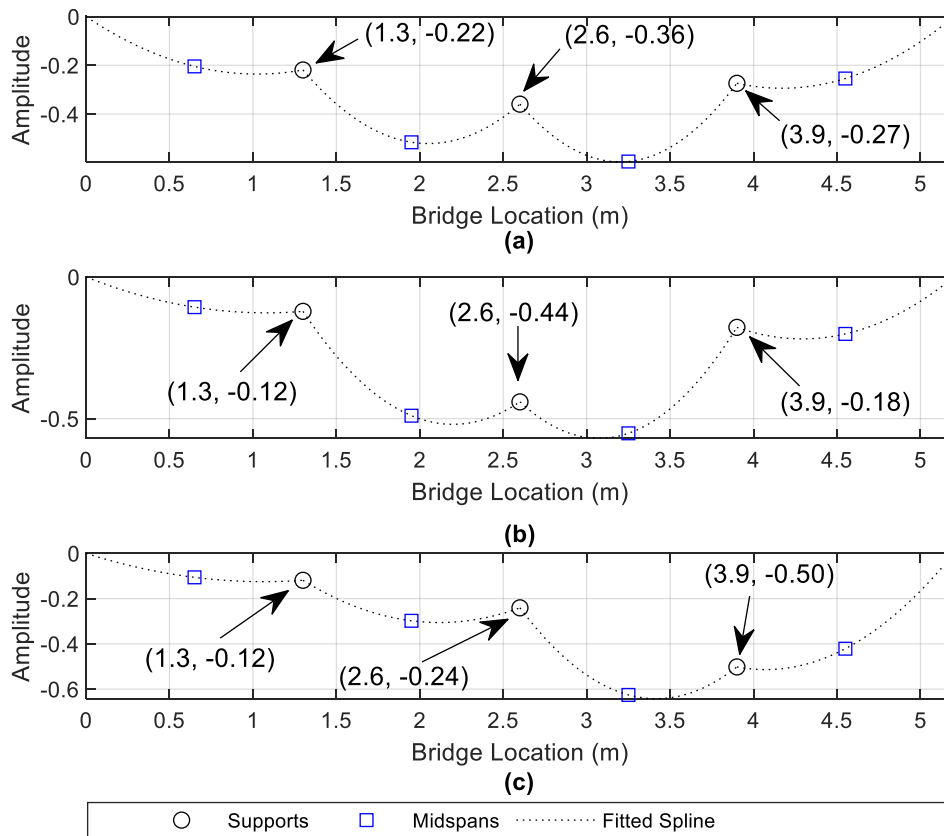 0
(1.3, -0.22)
(2.6, -0.36)
-0.2
-0.4
(3.9, -0.27)
Amplitude
0 0.5 1 1.5 2 2.5 3 3.5 4 4.5 5
Bridge Location (m)
(a)
0
(2.6, -0.44)
(1.3, -0.12)
(3.9, -0.18)
-0.5
Amplitude
0 0.5 1 1.5 2 2.5 3 3.5 4 4.5 5
Bridge Location (m)
(b)
0
(3.9, -0.50)
-0.2
-0.4
(1.3, -0.12)
(2.6, -0.24)
-0.6
Amplitude
0 0.5 1 1.5 2 2.5 3 3.5 4 4.5 5
Bridge Location (m)
(c)
Supports Midspans Fitted Spline